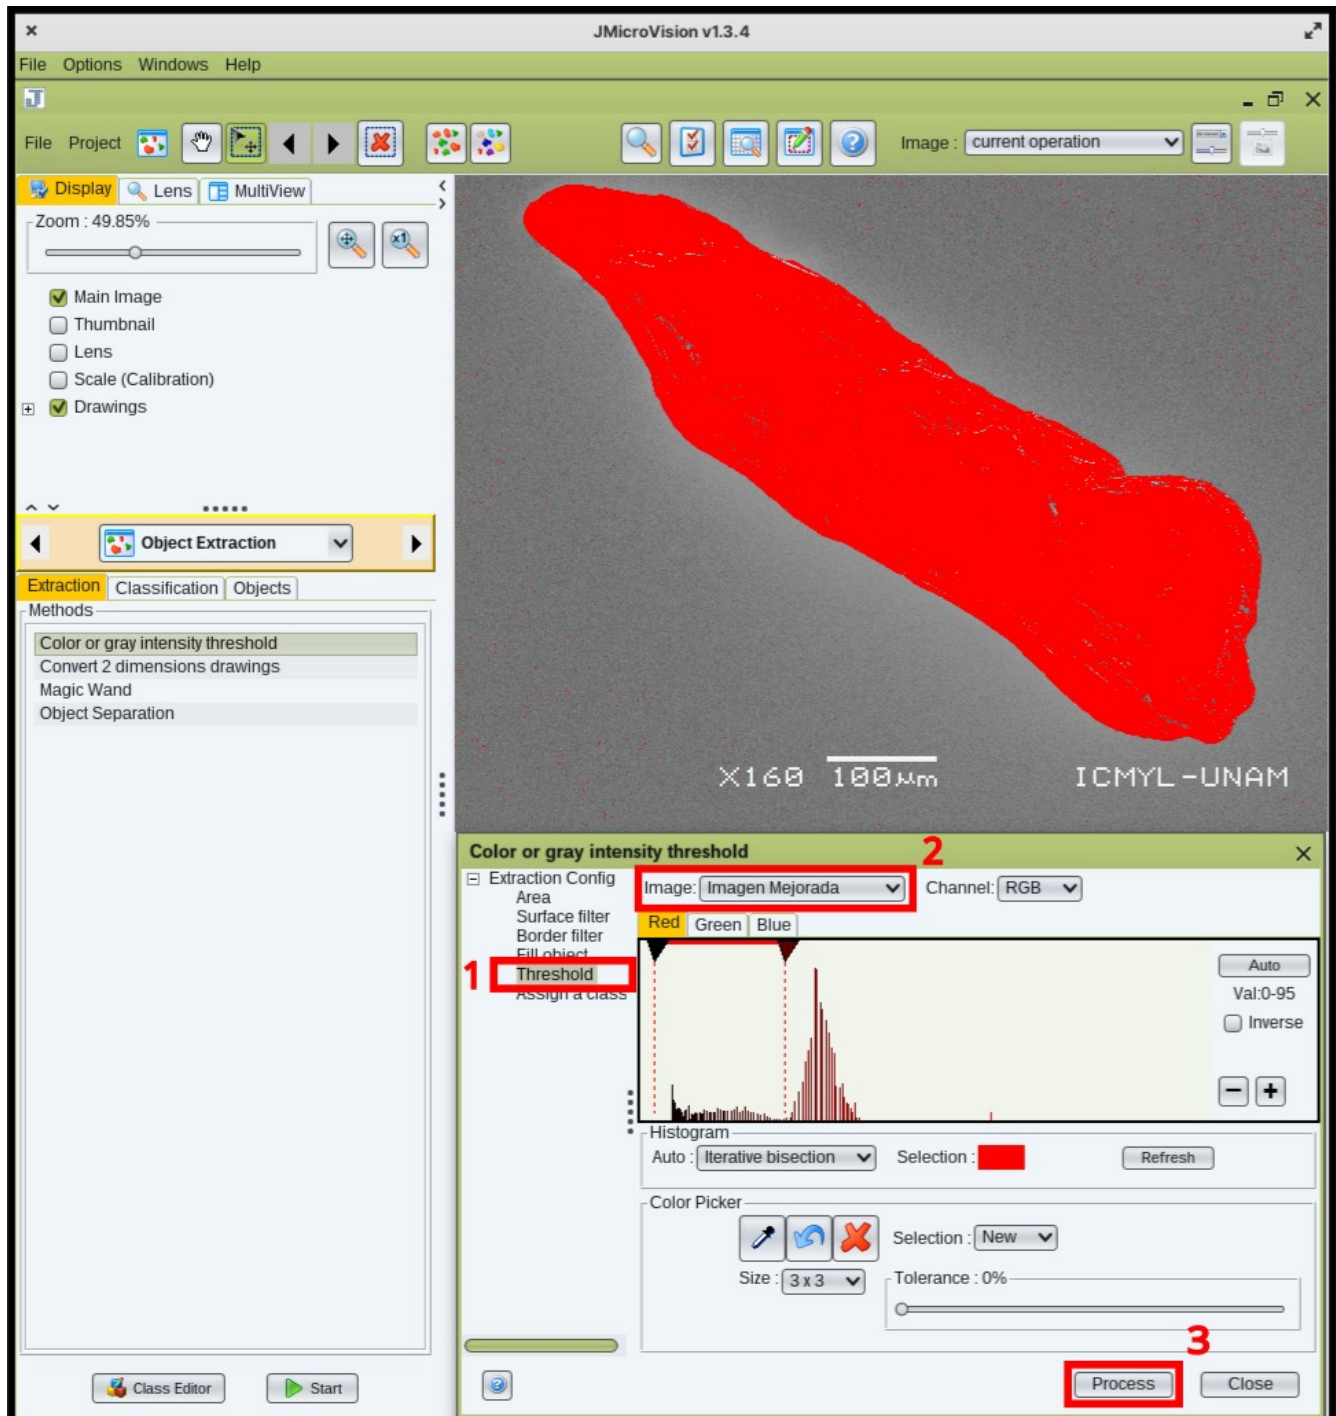 JMicroVision v1.3.4
File Options Windows Help
File Project
Image : current operation
Display Lens MultiView
Zoom : 49.85%
x1
Main Image
Thumbnail
Lens
Scale (Calibration)
Drawings
Object Extraction
Extraction Classification Objects
Methods
Color or gray intensity threshold
Convert 2 dimensions drawings
Magic Wand
Object Separation
Class Editor Start
X160 100µm ICMYL-UNAM
Color or gray intensity threshold
2
Extraction Config
Area
Surface filter
Border filter
Fill object
1 Threshold
Assign a class
Image: Imagen Mejorada Channel: RGB
Red Green Blue
Auto
Val:0-95
Inverse
Histogram
Auto : Iterative bisection Selection : Refresh
Color Picker
Selection : New
Size : 3 x 3 Tolerance : 0%
3
Process Close